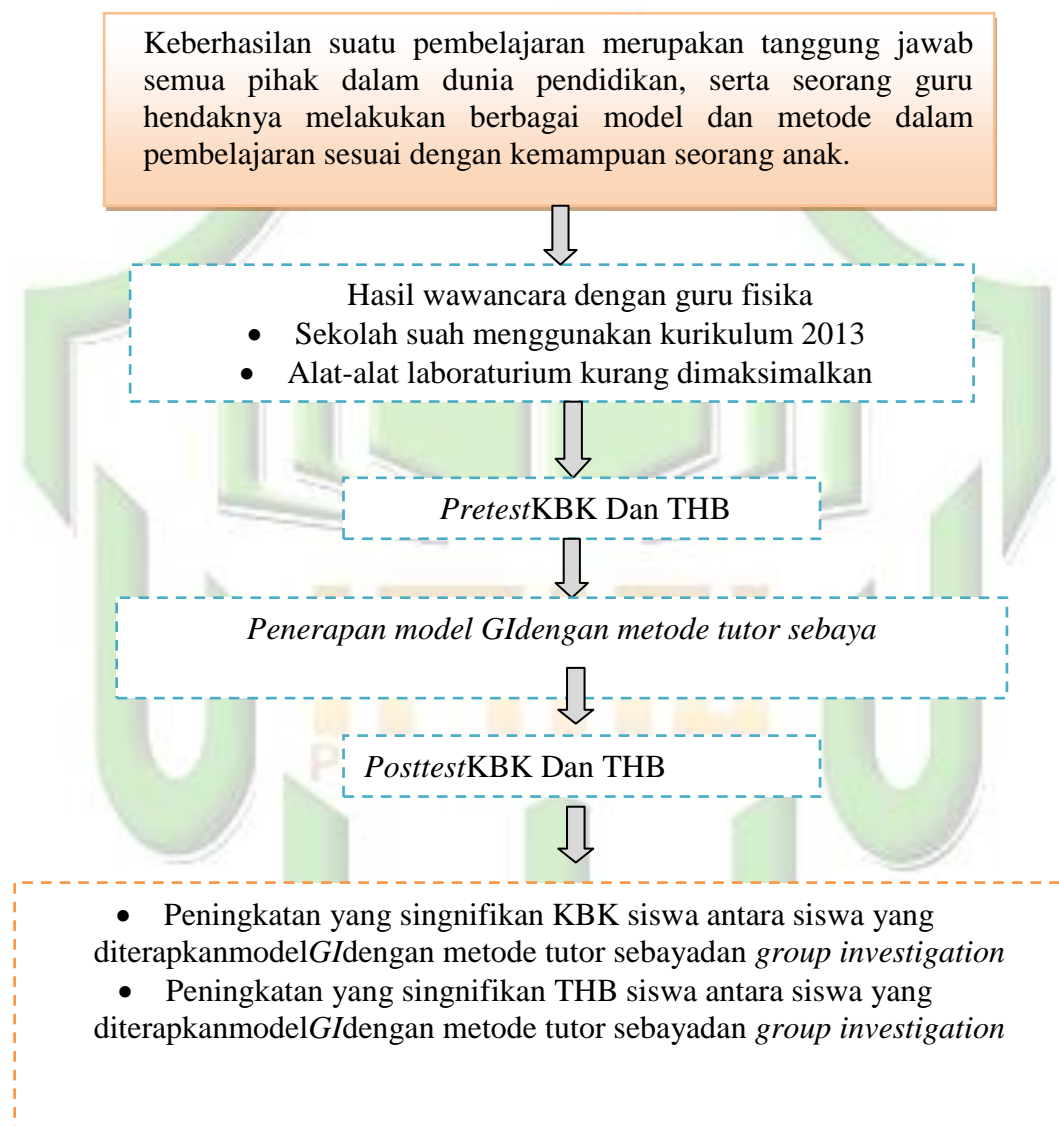 Keberhasilan suatu pembelajaran merupakan tanggung jawab
semua pihak dalam dunia pendidikan, serta seorang guru
hendaknya melakukan berbagai model dan metode dalam
pembelajaran sesuai dengan kemampuan seorang anak.
Hasil wawancara dengan guru fisika
• Sekolah suah menggunakan kurikulum 2013
• Alat-alat laboraturium kurang dimaksimalkan
PretestKBK Dan THB
Penerapan model GIdengan metode tutor sebaya
PosttestKBK Dan THB
• Peningkatan yang singnifikan KBK siswa antara siswa yang
diterapkanmodelGIdengan metode tutor sebayadan group investigation
• Peningkatan yang singnifikan THB siswa antara siswa yang
diterapkanmodelGIdengan metode tutor sebayadan group investigation